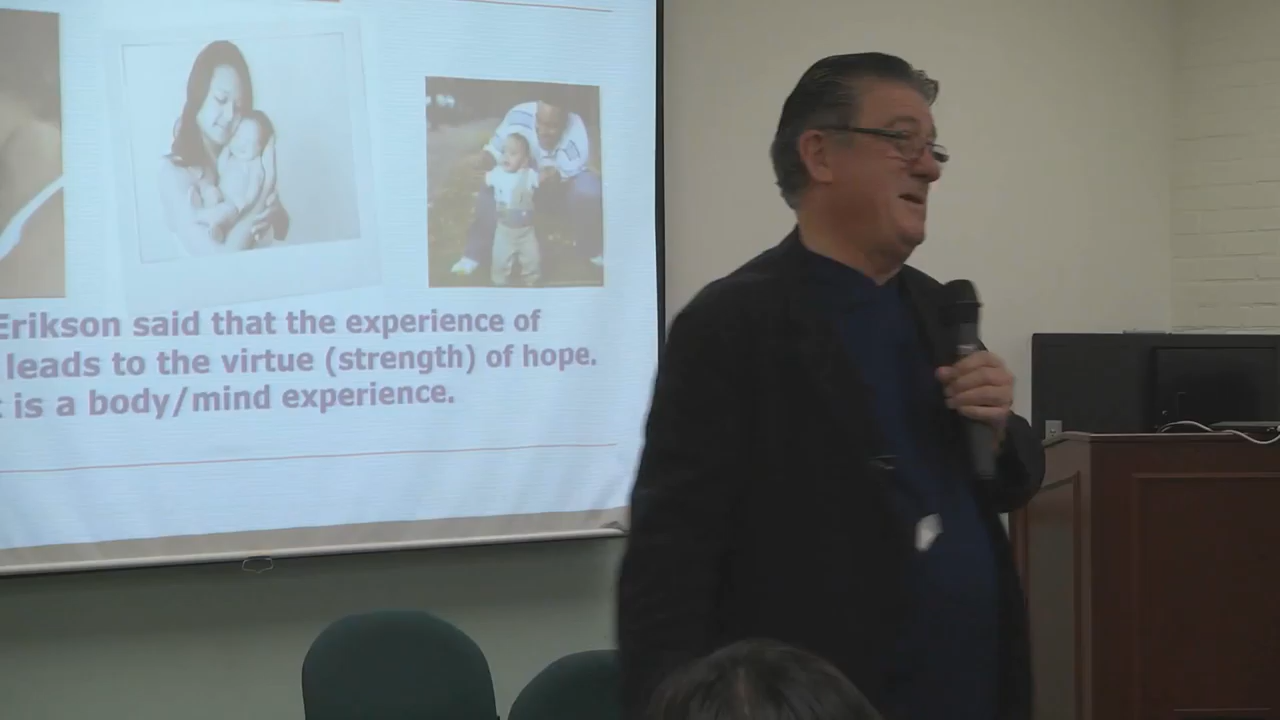 Erikson said that the experience of
leads to the virtue (strength) of hope.
is a body/mind experience.